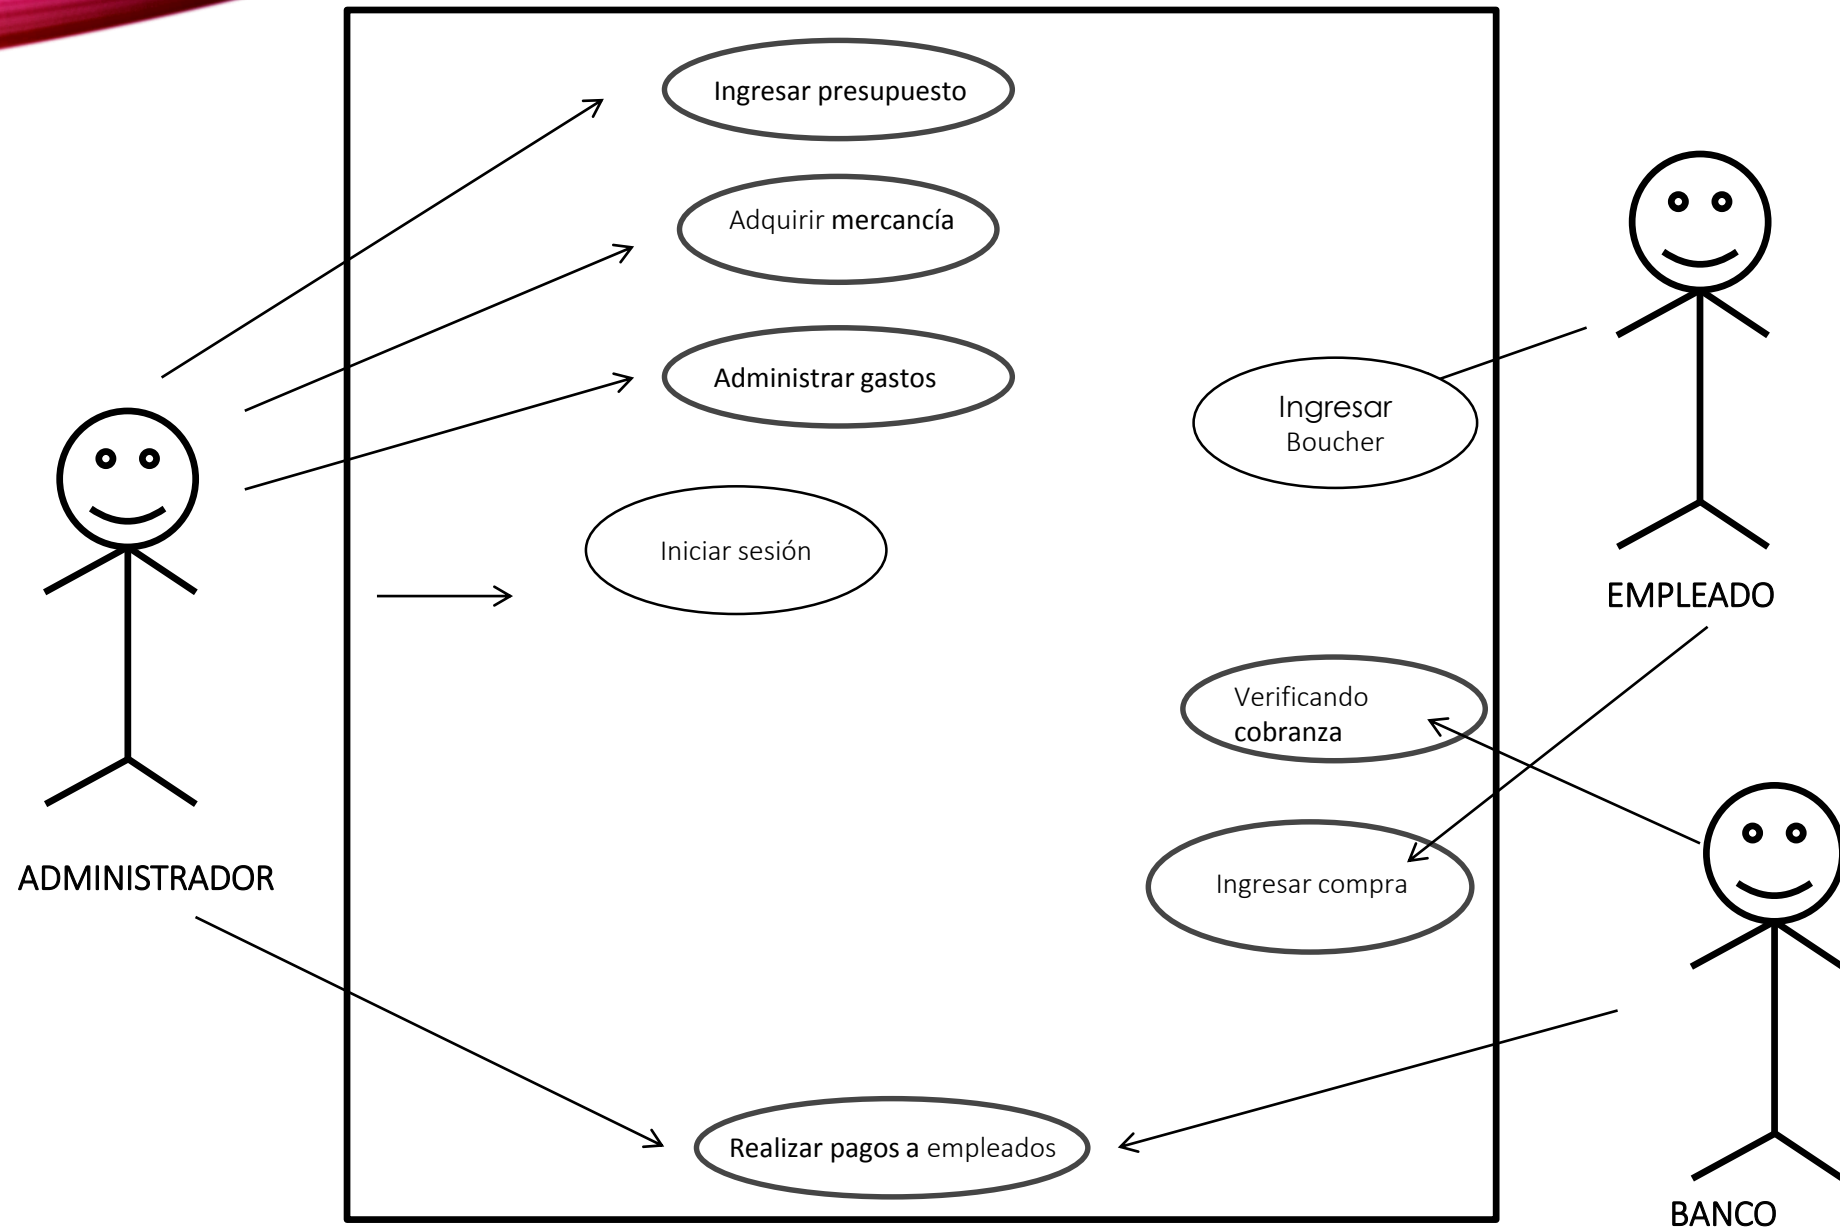 Ingresar presupuesto
Adquirir mercancía
Administrar gastos
Ingresar
Boucher
Iniciar sesión
EMPLEADO
Verificando
cobranza
ADMINISTRADOR
Ingresar compra
Realizar pagos a empleados
BANCO